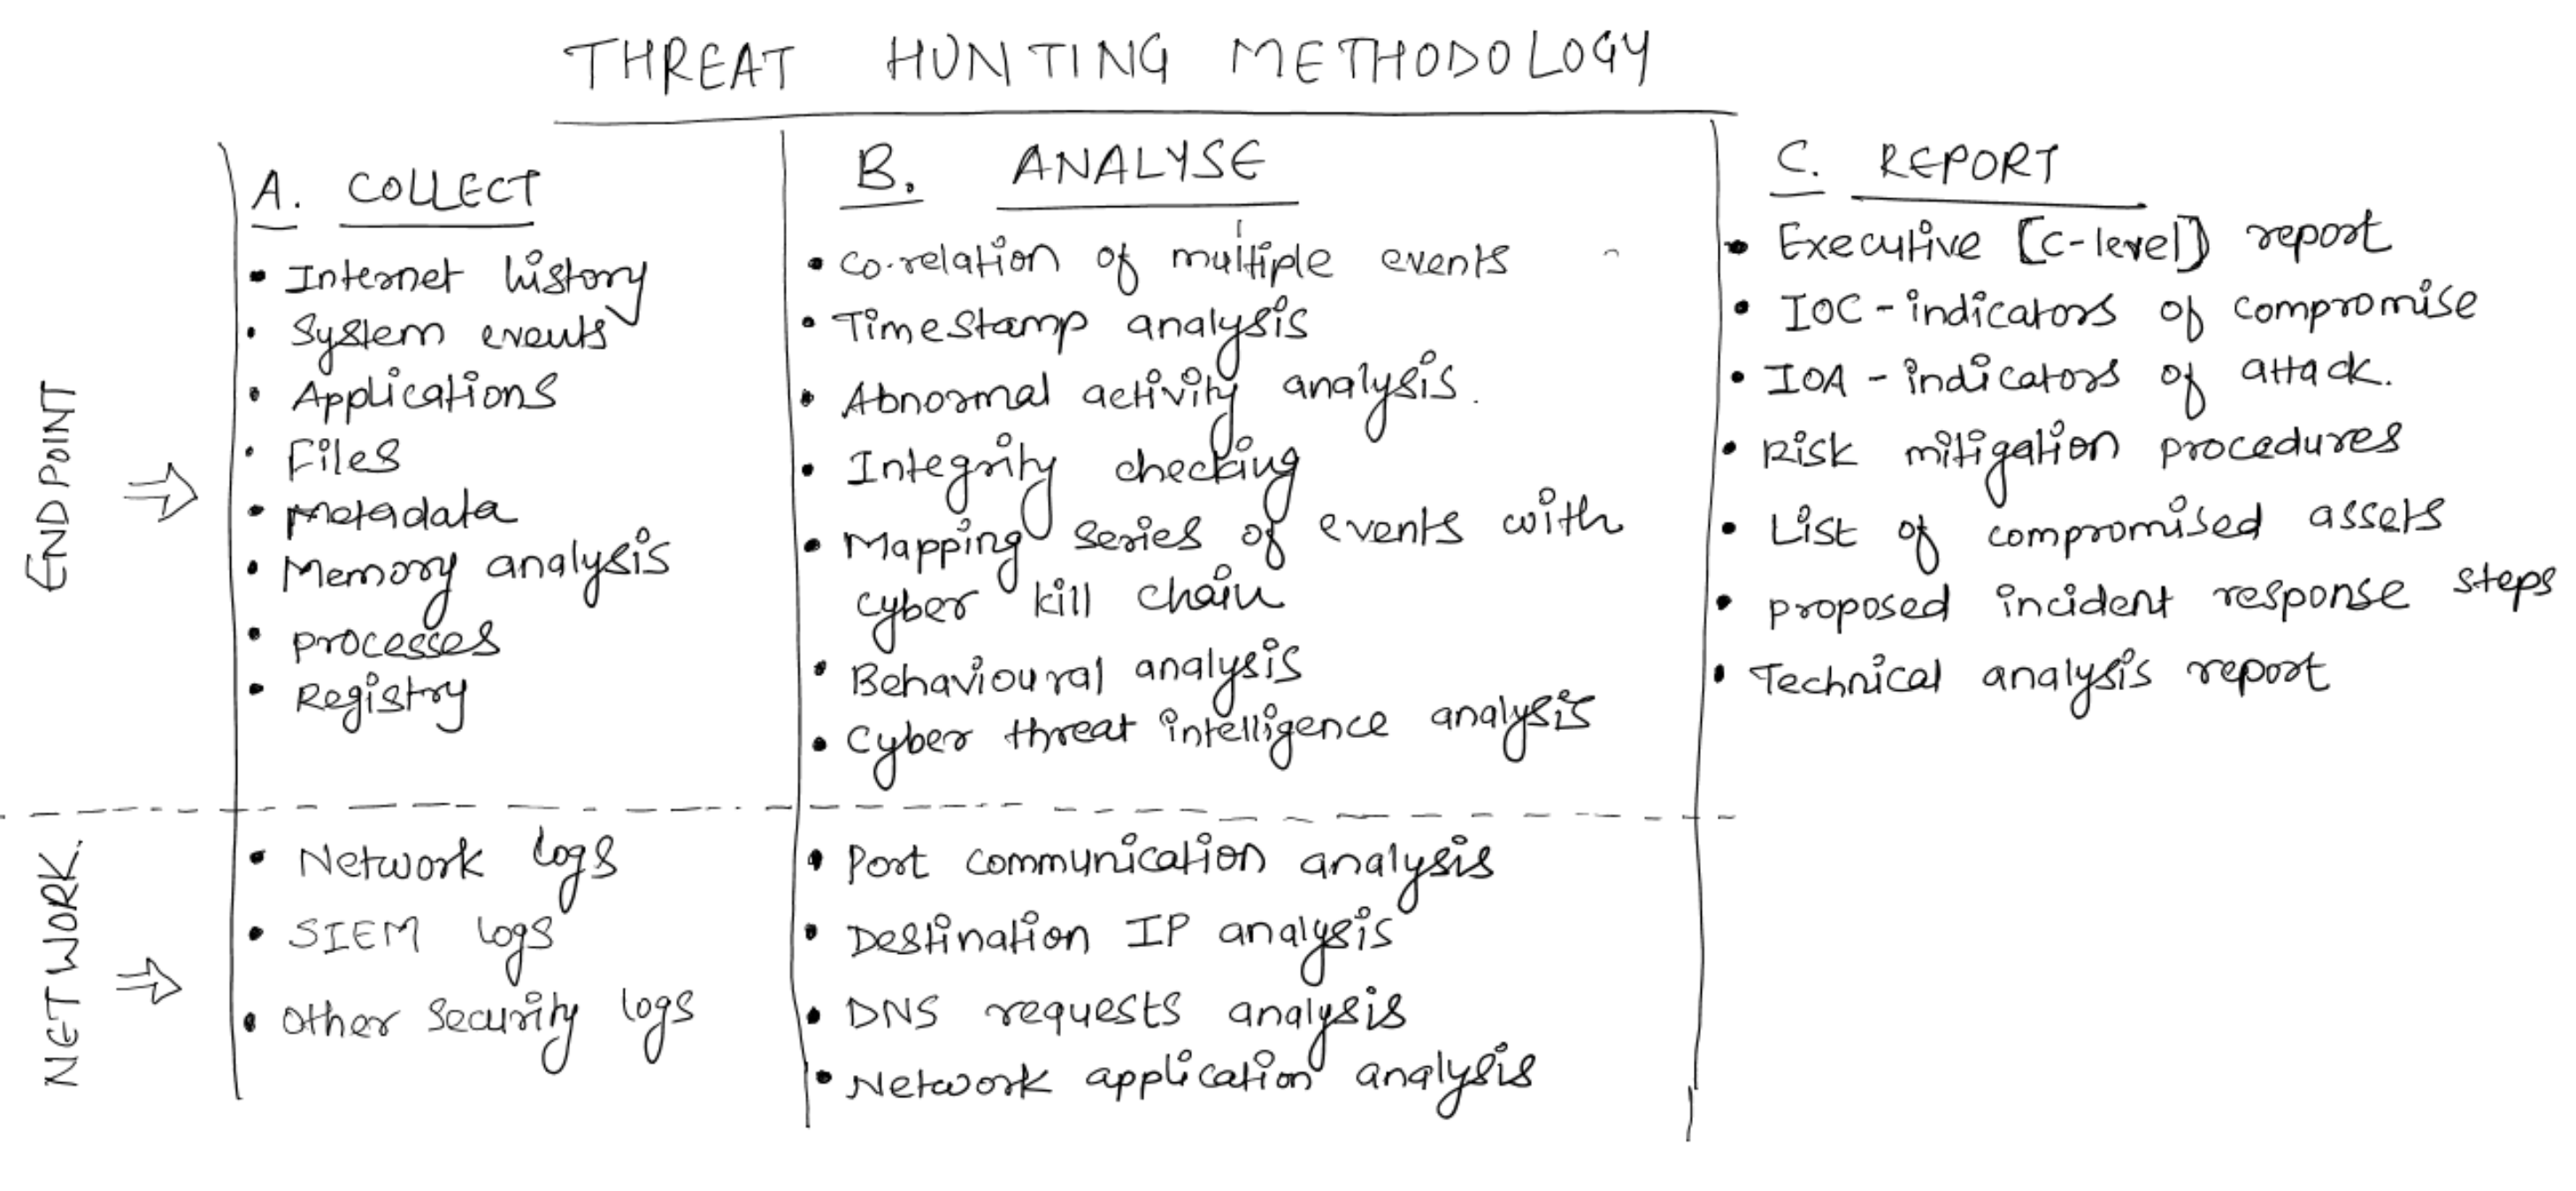 THREAT HUNTING METHODOLOGY
A. COLLECT
ENDPOINT
• Internet history
• System events
• Applications
• Files
• Metadata
• Memory analysis
• processes
• Registry
NETWORK.
• Network logs
• SIEM logs
• Other security logs
B. ANALYSE
• Co-relation of multiple events
• TimeStamp analysis
• Abnormal activity analysis.
• Integrity checking
• Mapping series of events with
cyber kill chain
• Behavioural analysis
• Cyber threat intelligence analysis
• Port communication analysis
• Destination IP analysis
• DNS requests analysis
• Network application analysis
C. REPORT
• Executive [C-level] report
• IOC - indicators of compromise
• IOA - indicators of attack.
• Risk mitigation procedures
• List of compromised assets
• proposed incident response steps
• Technical analysis report